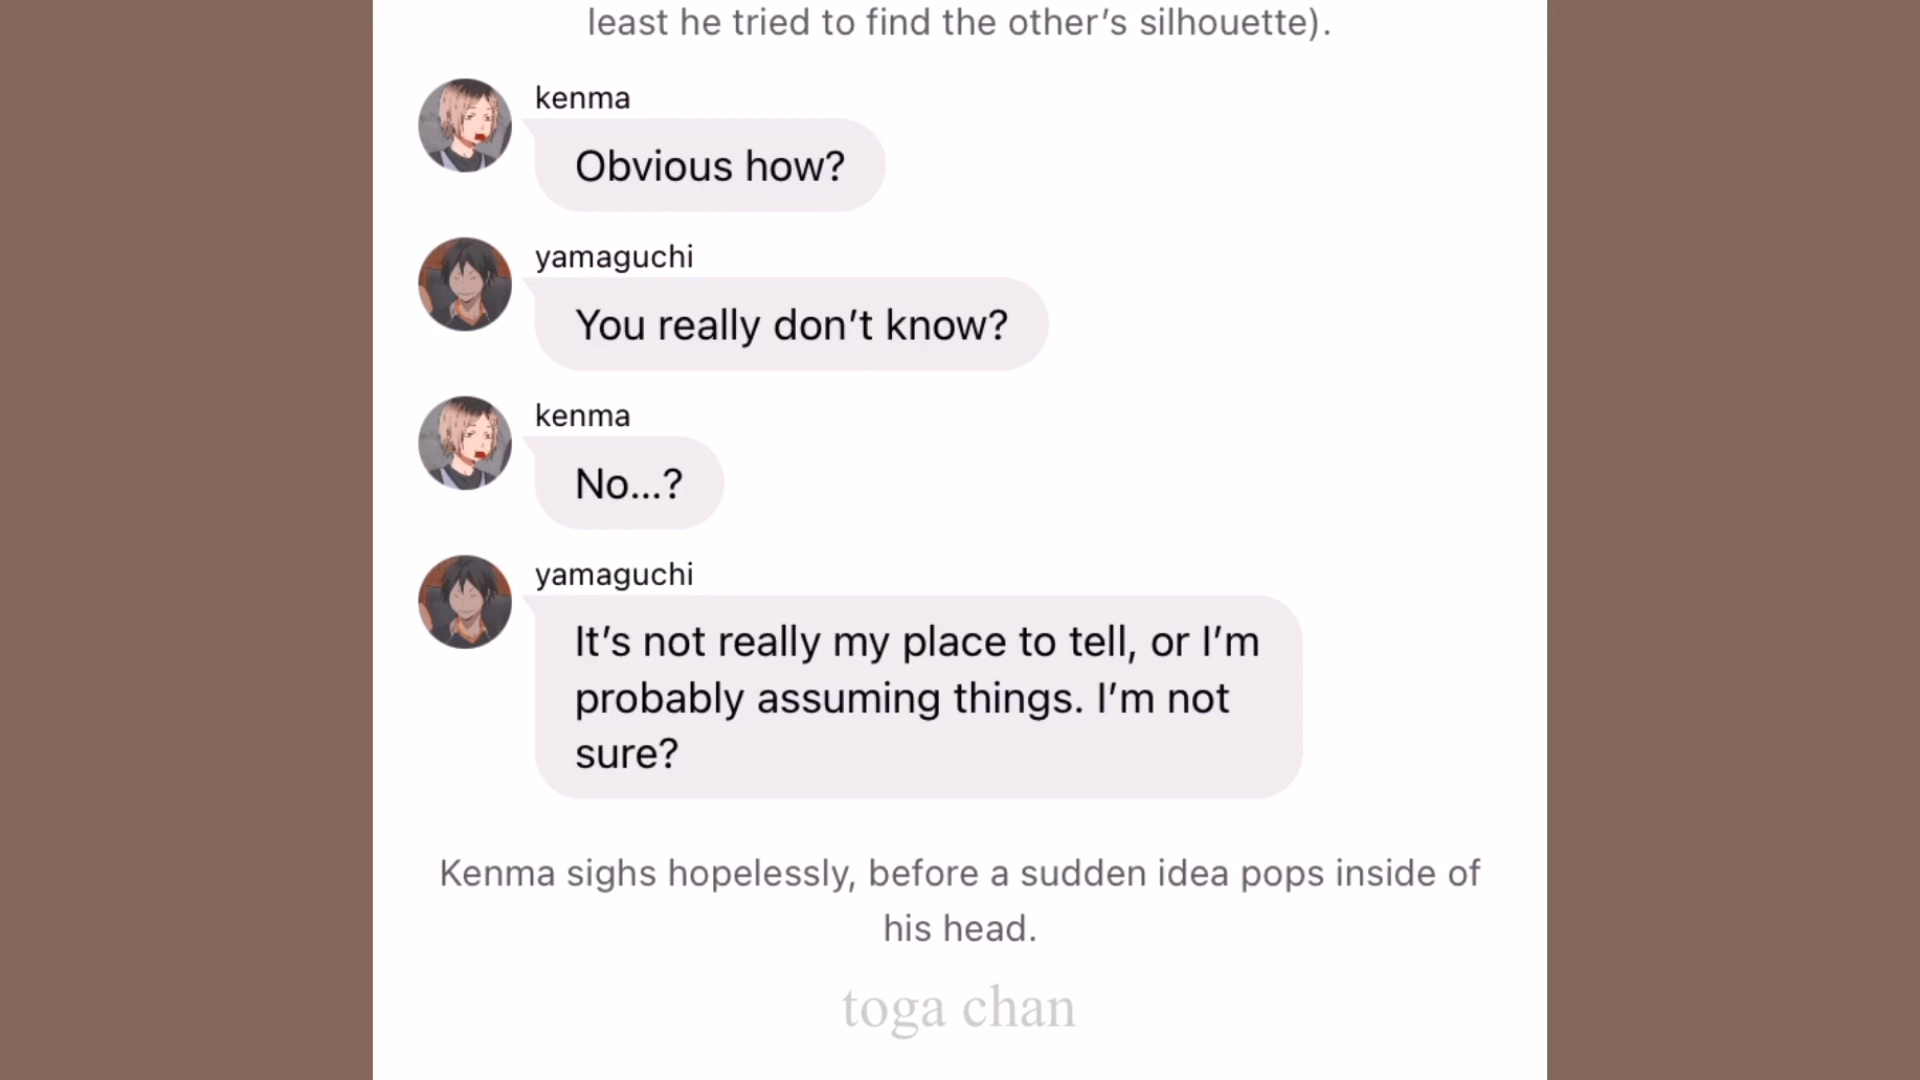 least he tried to find the other’s silhouette).
kenma
Obvious how?
yamaguchi
You really don’t know?
kenma
No...?
yamaguchi
It’s not really my place to tell, or I’m
probably assuming things. I’m not
sure?
Kenma sighs hopelessly, before a sudden idea pops inside of
his head.
toga chan